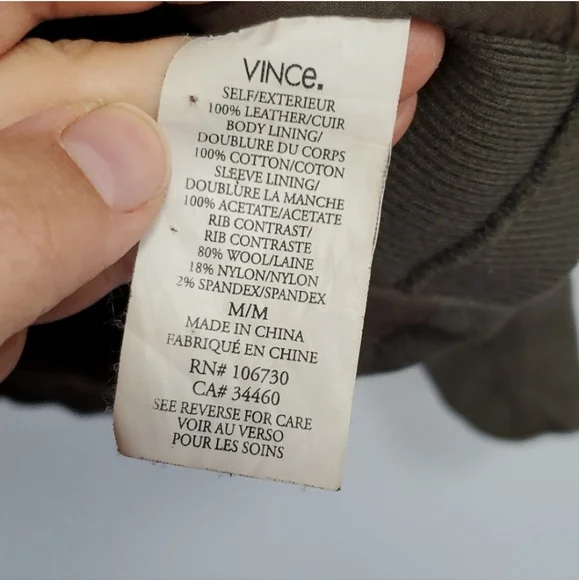 VINCe.
SELF/EXTERIEUR
100% LEATHER/CUIR
BODY LINING/
DOUBLURE DU CORPS
100% COTTON/COTON
SLEEVE LINING/
DOUBLURE LA MANCHE
100% ACETATE/ACETATE
RIB CONTRAST/
RIB CONTRASTE
80% WOOL/LAINE
18% NYLON/NYLON
2% SPANDEX/SPANDEX
M/M
MADE IN CHINA
FABRIQUÉ EN CHINE
RN# 106730
CA# 34460
SEE REVERSE FOR CARE
VOIR AU VERSO
POUR LES SOINS